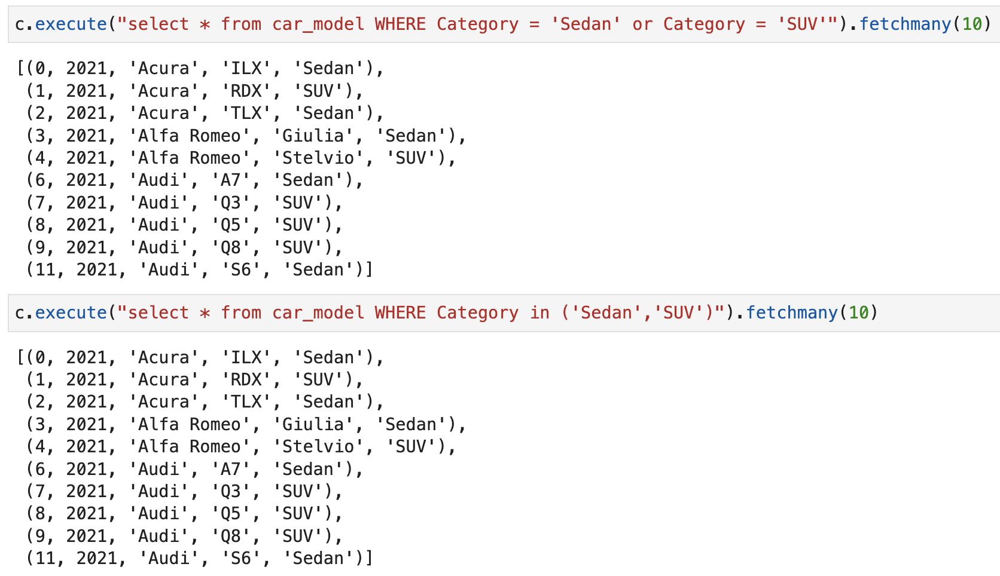 c.execute("select * from car_model WHERE Category = 'Sedan' or Category = 'SUV'").fetchmany(10)
[(0, 2021, 'Acura', 'ILX', 'Sedan'),
 (1, 2021, 'Acura', 'RDX', 'SUV'),
 (2, 2021, 'Acura', 'TLX', 'Sedan'),
 (3, 2021, 'Alfa Romeo', 'Giulia', 'Sedan'),
 (4, 2021, 'Alfa Romeo', 'Stelvio', 'SUV'),
 (6, 2021, 'Audi', 'A7', 'Sedan'),
 (7, 2021, 'Audi', 'Q3', 'SUV'),
 (8, 2021, 'Audi', 'Q5', 'SUV'),
 (9, 2021, 'Audi', 'Q8', 'SUV'),
 (11, 2021, 'Audi', 'S6', 'Sedan')]
c.execute("select * from car_model WHERE Category in ('Sedan','SUV')").fetchmany(10)
[(0, 2021, 'Acura', 'ILX', 'Sedan'),
 (1, 2021, 'Acura', 'RDX', 'SUV'),
 (2, 2021, 'Acura', 'TLX', 'Sedan'),
 (3, 2021, 'Alfa Romeo', 'Giulia', 'Sedan'),
 (4, 2021, 'Alfa Romeo', 'Stelvio', 'SUV'),
 (6, 2021, 'Audi', 'A7', 'Sedan'),
 (7, 2021, 'Audi', 'Q3', 'SUV'),
 (8, 2021, 'Audi', 'Q5', 'SUV'),
 (9, 2021, 'Audi', 'Q8', 'SUV'),
 (11, 2021, 'Audi', 'S6', 'Sedan')]